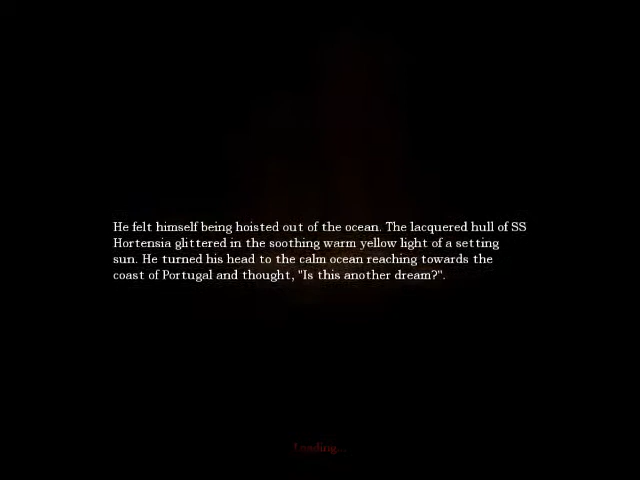 He felt himself being hoisted out of the ocean. The lacquered hull of SS
Hortensia glittered in the soothing warm yellow light of a setting
sun. He turned his head to the calm ocean reaching towards the
coast of Portugal and thought, "Is this another dream?".
Loading...